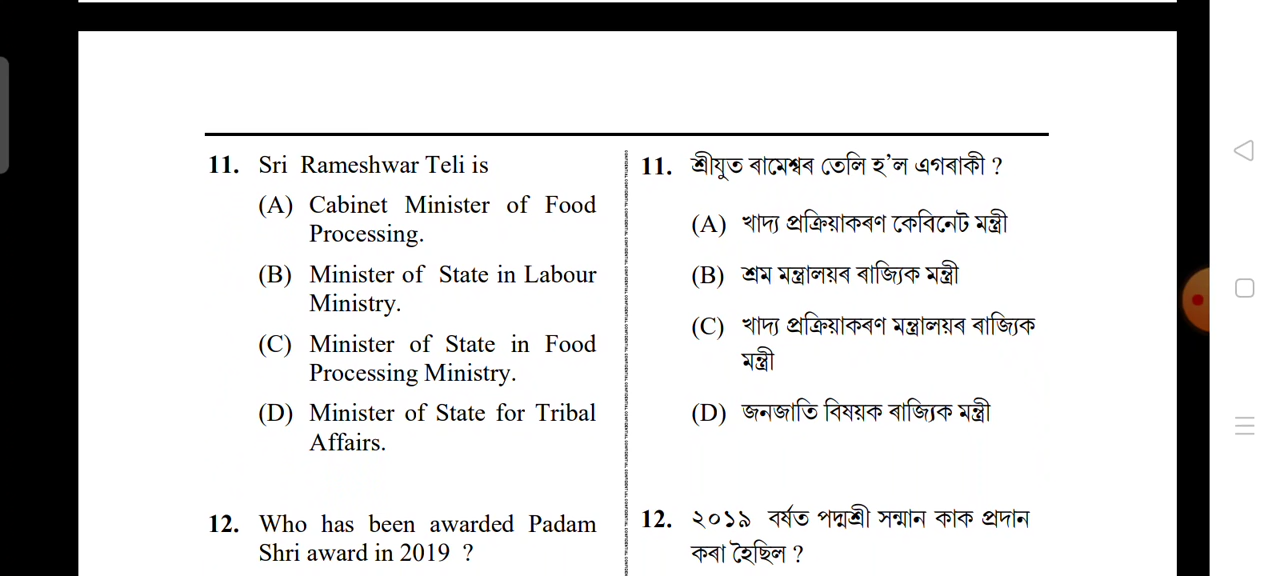 11. Sri Rameshwar Teli is
(A) Cabinet Minister of Food
Processing.
(B) Minister of State in Labour
Ministry.
(C) Minister of State in Food
Processing Ministry.
(D) Minister of State for Tribal
Affairs.
12. Who has been awarded Padam
Shri award in 2019 ?
11. শ্ৰীযুত ৰামেশ্বৰ তেলি হ’ল এগৰাকী ?
(A) খাদ্য প্ৰক্ৰিয়াকৰণ কেবিনেট মন্ত্ৰী
(B) শ্ৰম মন্ত্ৰালয়ৰ ৰাজ্যিক মন্ত্ৰী
(C) খাদ্য প্ৰক্ৰিয়াকৰণ মন্ত্ৰালয়ৰ ৰাজ্যিক
মন্ত্ৰী
(D) জনজাতি বিষয়ক ৰাজ্যিক মন্ত্ৰী
12. ২০১৯ বৰ্ষত পদ্মশ্ৰী সন্মান কাক প্ৰদান
কৰা হৈছিল ?